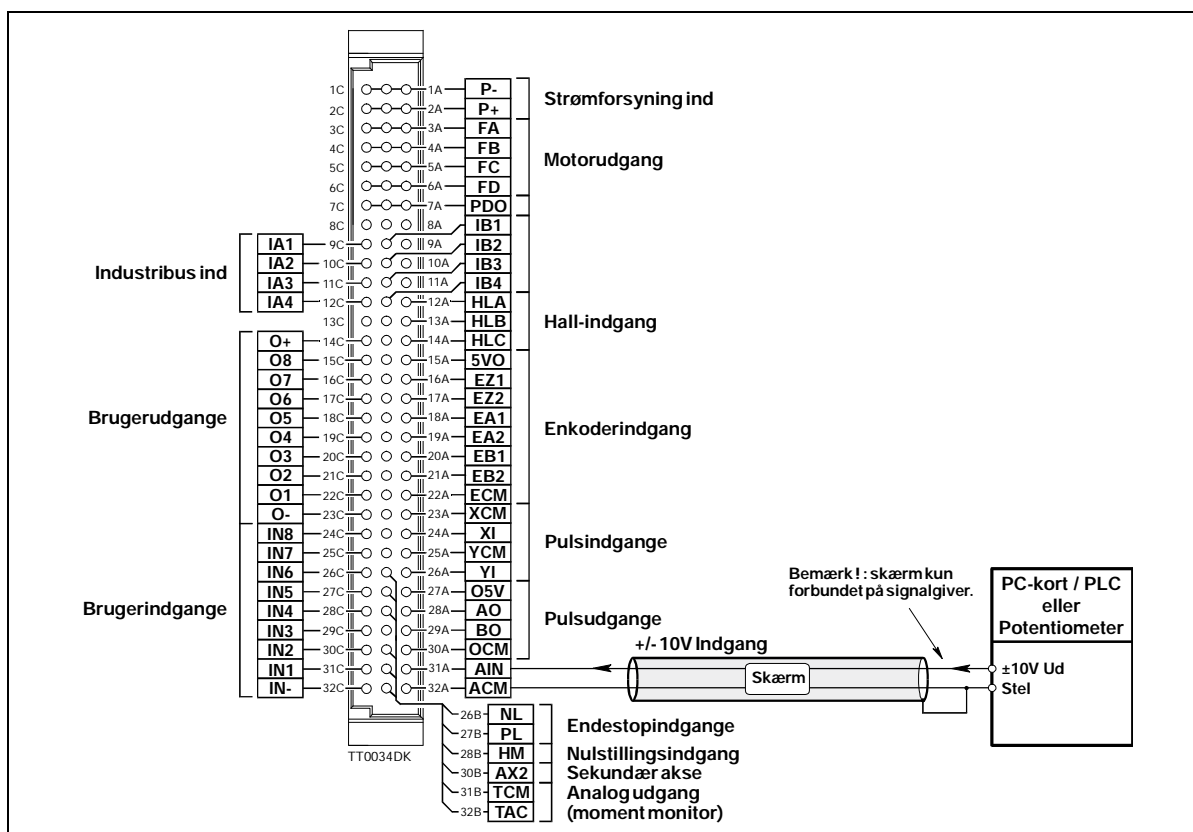 1C 1A P-
Strømforsyning ind
2C 2A P+
3C 3A FA
4C 4A FB
Motorudgang
5C 5A FC
6C 6A FD
7C 7A PDO
8C 8A IB1
IA1 9C 9A IB2
Industribus ind
IA2 10C 10A IB3
IA3 11C 11A IB4
IA4 12C 12A HLA
13C 13A HLB
Hall-indgang
O+ 14C 14A HLC
O8 15C 15A 5VO
O7 16C 16A EZ1
O6 17C 17A EZ2
Brugerudgange
O5 18C 18A EA1
Enkoderindgang
O4 19C 19A EA2
O3 20C 20A EB1
O2 21C 21A EB2
O1 22C 22A ECM
O- 23C 23A XCM
IN8 24C 24A XI
Pulsindgange
IN7 25C 25A YCM
IN6 26C 26A YI
Brugerindgange
IN5 27C 27A O5V
IN4 28C 28A AO
Pulsudgange
IN3 29C 29A BO
IN2 30C 30A OCM
IN1 31C 31A AIN
IN- 32C 32A ACM
+/- 10V Indgang
Skærm
Bemærk ! : skærm kun
forbundet på signalgiver.
PC-kort / PLC
eller
Potentiometer
±10V Ud
Stel
26B NL
Endestopindgange
27B PL
28B HM Nulstillingsindgang
30B AX2 Sekundær akse
31B TCM Analog udgang
32B TAC (moment monitor)
TT0034DK